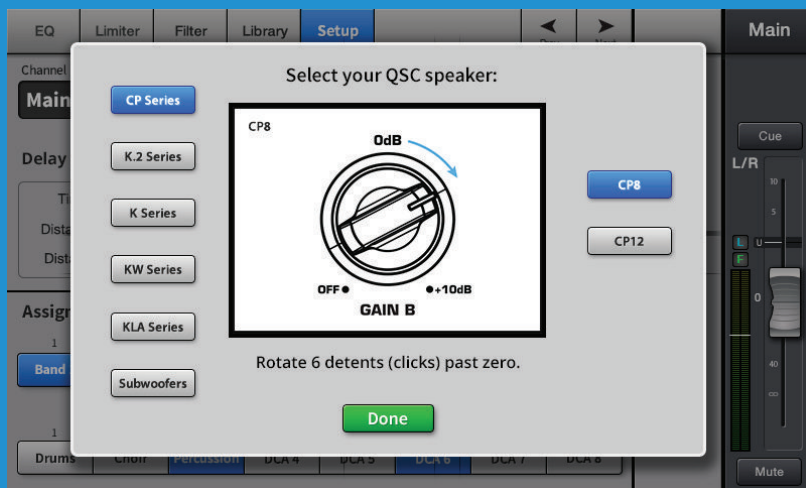 EQ
Limiter
Filter
Library
Setup
Main
Channel
Main
Select your QSC speaker:
CP Series
K.2 Series
K Series
KW Series
KLA Series
Subwoofers
CP8
0dB
OFF
+10dB
GAIN B
CP8
CP12
Rotate 6 detents (clicks) past zero.
Done
Delay
Assign
1
Band
1
Drums
Choir
Percussion
DCA 4
DCA 5
DCA 6
DCA 7
DCA 8
Cue
L/R
10
5
L
U
F
0
40
∞
Mute